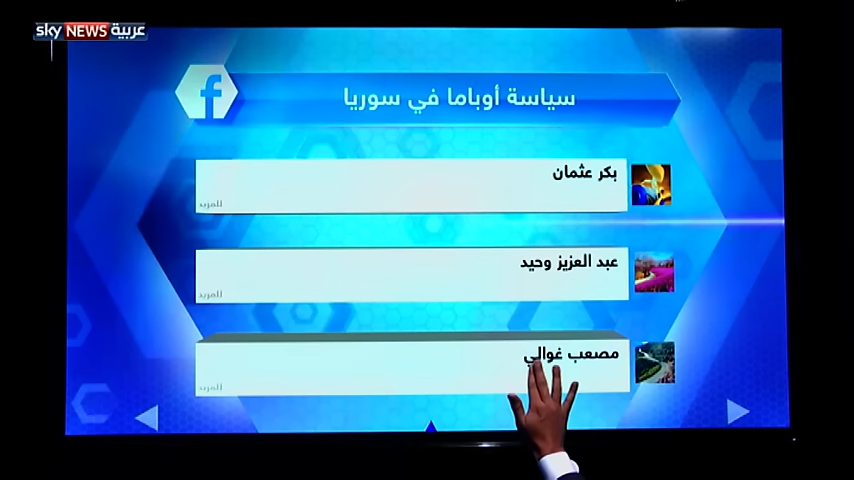 sky NEWS عربية
سياسة أوباما في سوريا
بكر عثمان
للمزيد
عبد العزيز وحيد
للمزيد
مصعب غوالي
للمزيد